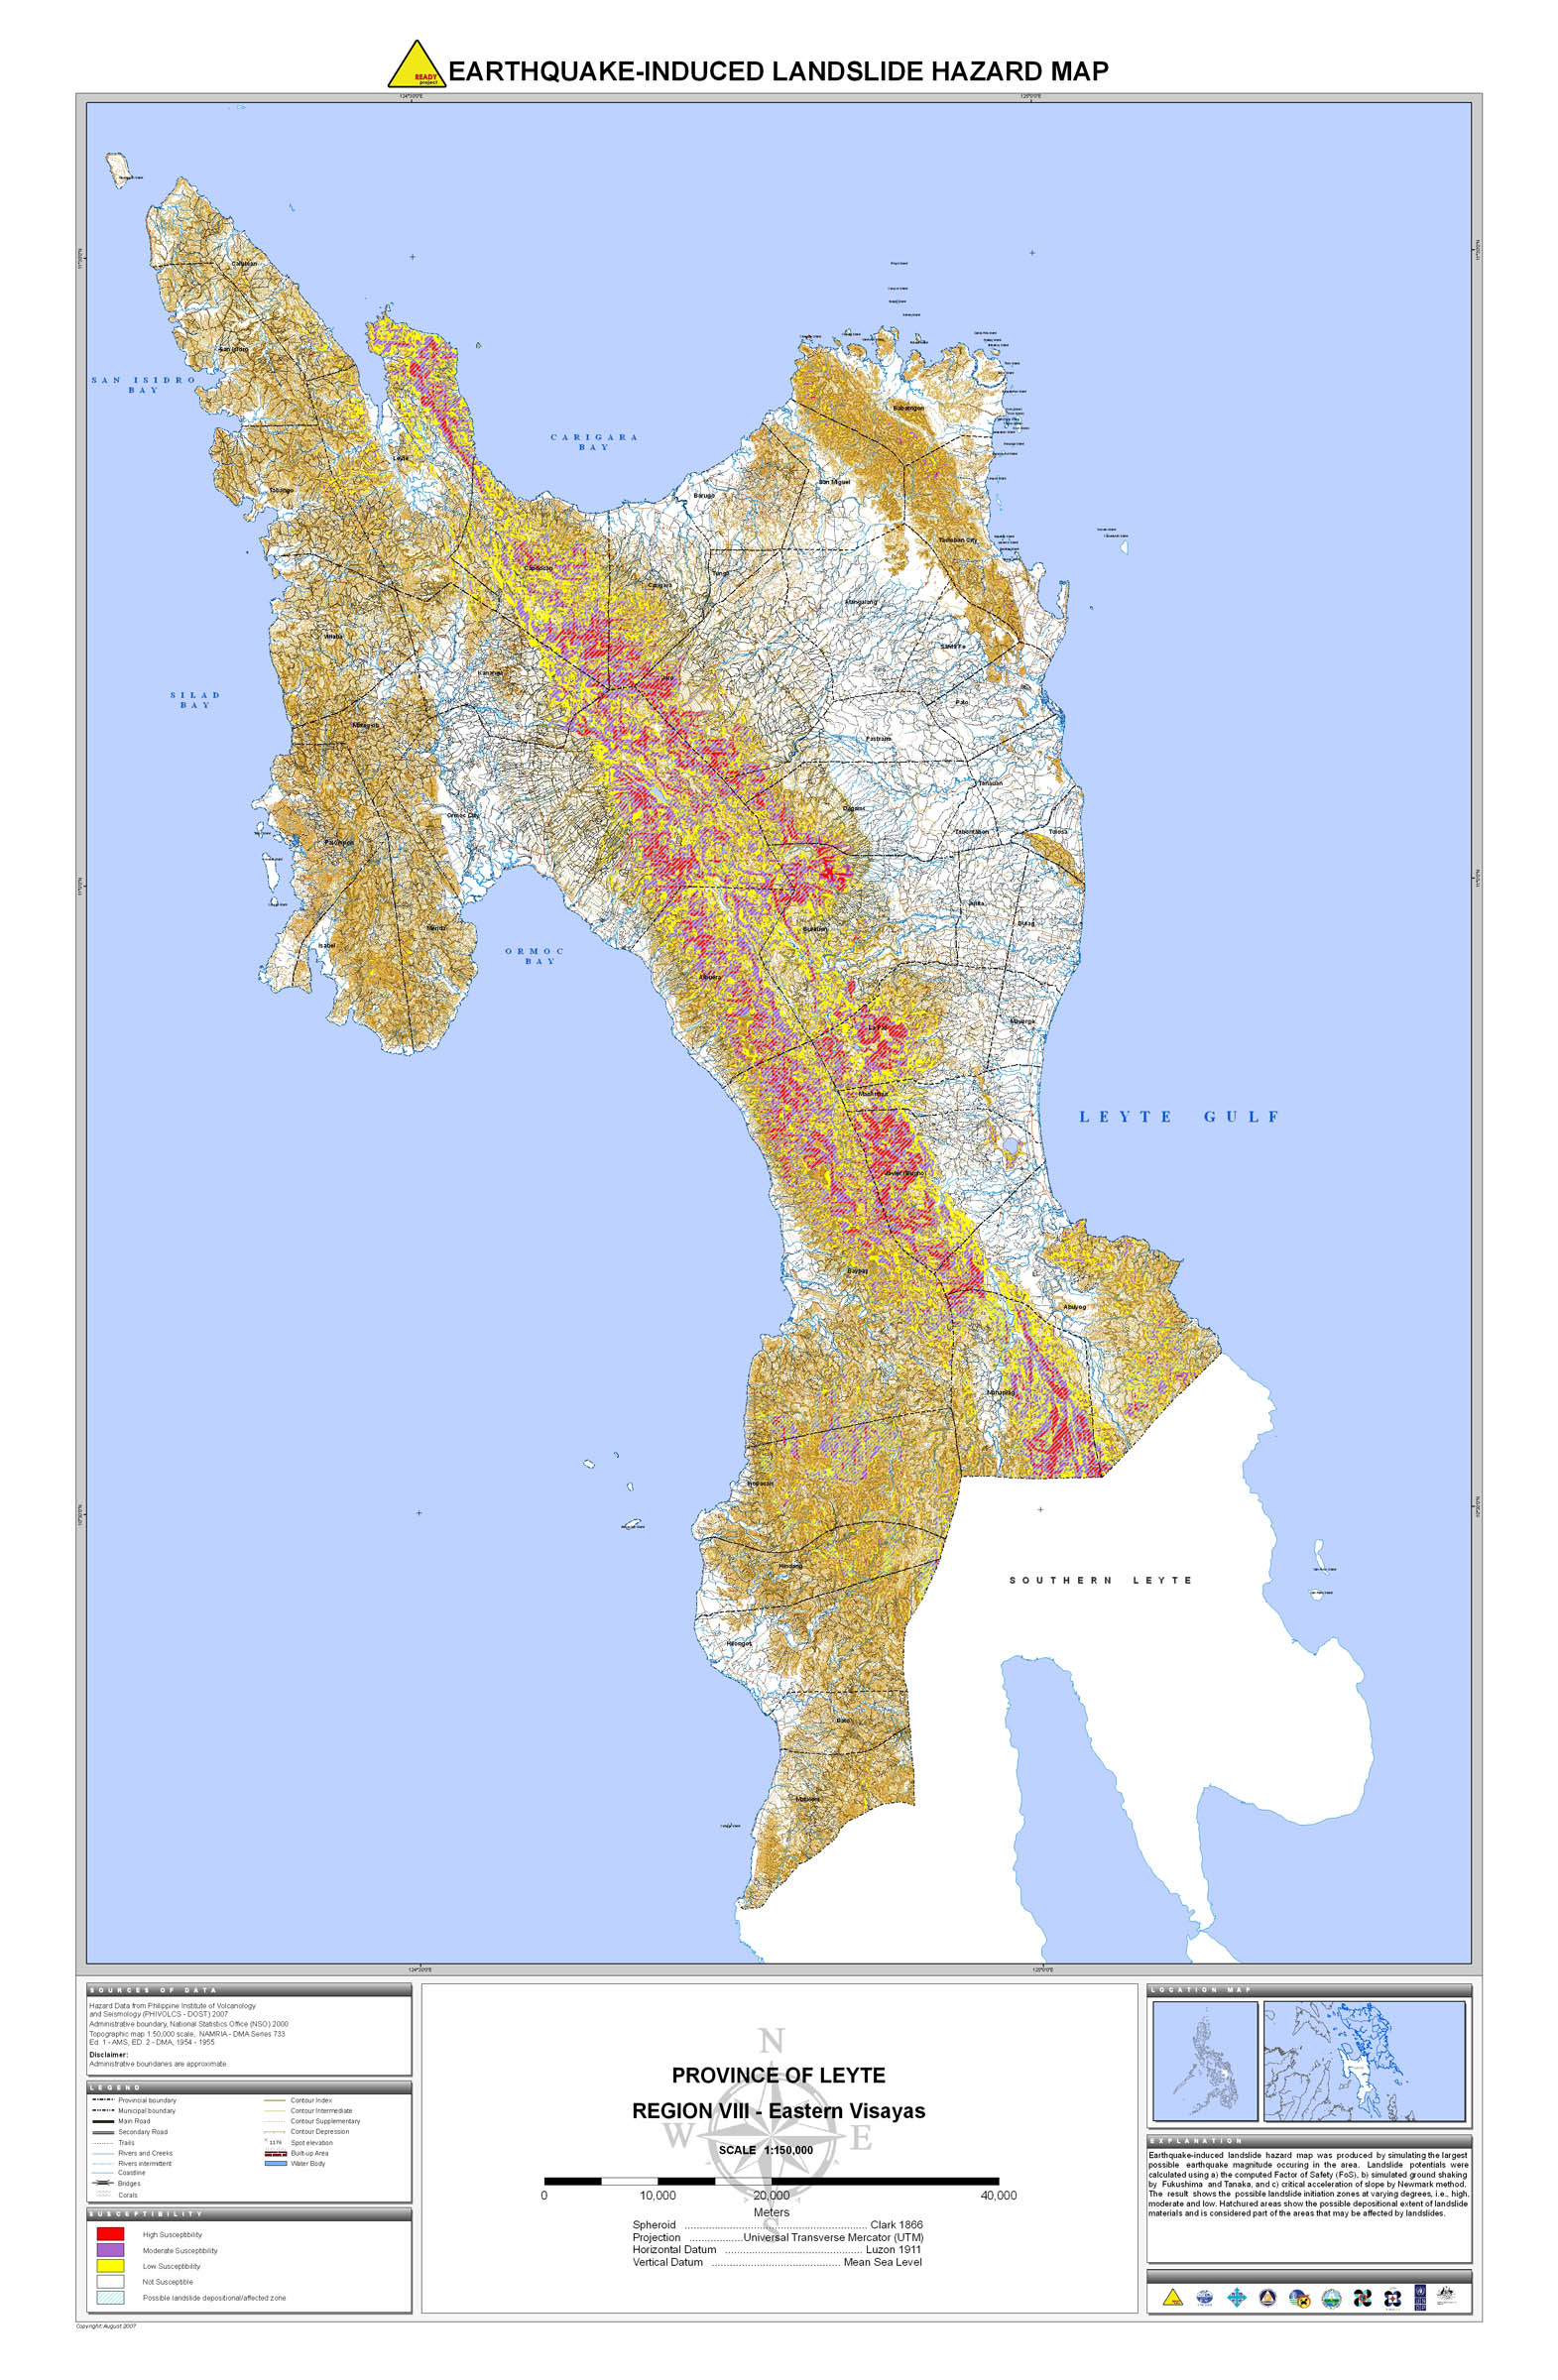 READY
project
EARTHQUAKE-INDUCED LANDSLIDE HAZARD MAP
Calubian
San Isidro
SAN ISIDRO
BAY
CARIGARA
BAY
Babatngon
Leyte
Tabango
Barugo
San Miguel
Tacloban City
Capoocan
Carigara
Tunga
Alangalang
Villaba
Santa Fe
Kananga
Jaro
SILAD
BAY
Palo
Matag-ob
Pastrana
Tanauan
Dagami
Ormoc City
Tabontabon
Tolosa
Palompon
Julita
Dulag
Merida
Burauen
Isabel
ORMOC
BAY
Albuera
La Paz
Mayorga
Macarthur
LEYTE GULF
Javier (Bugho)
Baybay
Abuyog
Mahaplag
Inopacan
Hindang
SOUTHERN LEYTE
Hilongos
Bato
Matalom
SOURCES OF DATA
Hazard Data from Philippine Institute of Volcanology
and Seismology (PHIVOLCS - DOST) 2007
Administrative boundary, National Statistics Office (NSO) 2000
Topographic map 1:50,000 scale, NAMRIA - DMA Series 733
Ed. 1 - AMS, ED. 2 - DMA, 1954 - 1955
Disclaimer:
Administrative boundaries are approximate.
LEGEND
Provincial boundary
Municipal boundary
Main Road
Secondary Road
Trails
Rivers and Creeks
Rivers intermittent
Coastline
Bridges
Corals
Contour Index
Contour Intermediate
Contour Supplementary
Contour Depression
1176 Spot elevation
Built-up Area
Water Body
SUSCEPTIBILITY
High Susceptibility
Moderate Susceptibility
Low Susceptibility
Not Susceptible
Possible landslide depositional/affected zone
Copyright: August 2007
N
W
E
S
PROVINCE OF LEYTE
REGION VIII - Eastern Visayas
SCALE 1:150,000
0 10,000 20,000 40,000
Meters
Spheroid ........ Clark 1866
Projection ........ Universal Transverse Mercator (UTM)
Horizontal Datum ........ Luzon 1911
Vertical Datum ........ Mean Sea Level
LOCATION MAP
EXPLANATION
Earthquake-induced landslide hazard map was produced by simulating the largest
possible earthquake magnitude occuring in the area. Landslide potentials were
calculated using a) the computed Factor of Safety (FoS), b) simulated ground shaking
by Fukushima and Tanaka, and c) critical acceleration of slope by Newmark method.
The result shows the possible landslide initiation zones at varying degrees, i.e., high,
moderate and low. Hatchured areas show the possible depositional extent of landslide
materials and is considered part of the areas that may be affected by landslides.